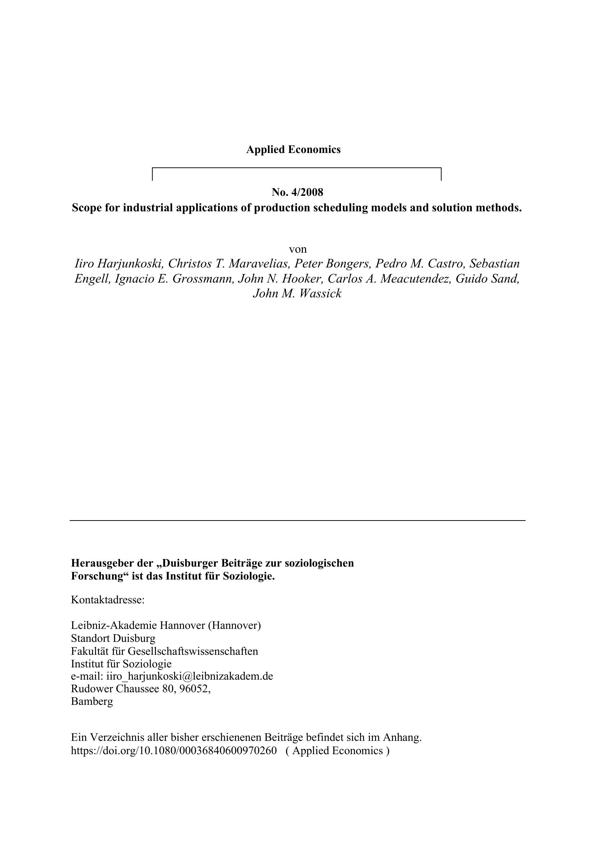 Applied Economics
No. 4/2008
Scope for industrial applications of production scheduling models and solution methods.
von
Iiro Harjunkoski, Christos T. Maravelias, Peter Bongers, Pedro M. Castro, Sebastian
Engell, Ignacio E. Grossmann, John N. Hooker, Carlos A. Meacutendez, Guido Sand,
John M. Wassick
Herausgeber der „Duisburger Beiträge zur soziologischen
Forschung“ ist das Institut für Soziologie.
Kontaktadresse:
Leibniz-Akademie Hannover (Hannover)
Standort Duisburg
Fakultät für Gesellschaftswissenschaften
Institut für Soziologie
e-mail: iiro_harjunkoski@leibnizakadem.de
Rudower Chaussee 80, 96052,
Bamberg
Ein Verzeichnis aller bisher erschienenen Beiträge befindet sich im Anhang.
https://doi.org/10.1080/00036840600970260 ( Applied Economics )